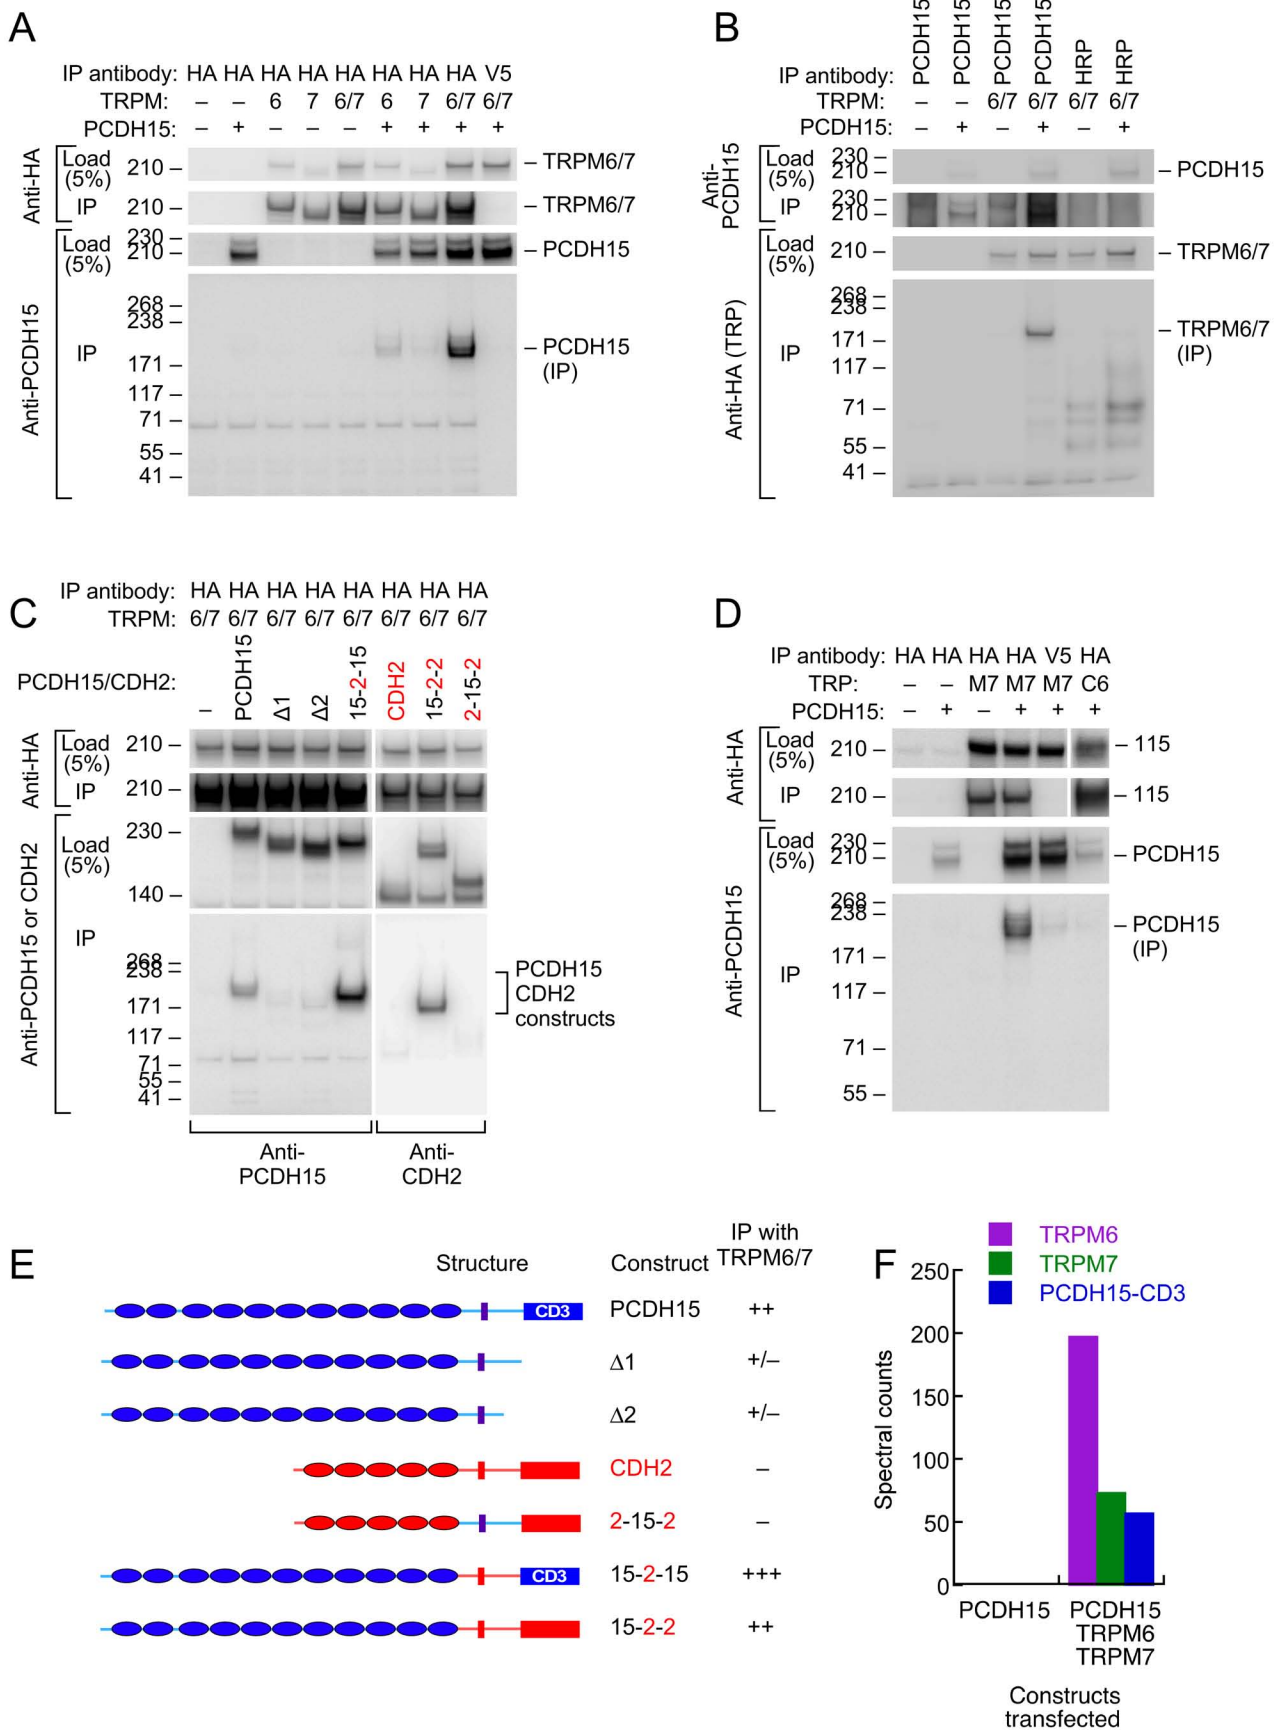 A
IP antibody: HA HA HA HA HA HA HA HA V5
TRPM: – – 6 7 6/7 6 7 6/7 6/7
PCDH15: – + – – – + + + +
Anti-HA
Load (5%)
210 –
– TRPM6/7
IP
210 –
– TRPM6/7
Anti-PCDH15
Load (5%)
230 –
210 –
– PCDH15
IP
268 –
238 –
171 –
117 –
71 –
55 –
41 –
– PCDH15
(IP)
B
IP antibody: PCDH15 PCDH15 PCDH15 PCDH15 HRP HRP
TRPM: – – 6/7 6/7 6/7 6/7
PCDH15: – + – + – +
Anti-
PCDH15
Load (5%)
230 –
210 –
– PCDH15
IP
230 –
210 –
Anti-HA (TRP)
Load (5%)
210 –
– TRPM6/7
IP
268 –
238 –
171 –
117 –
71 –
55 –
41 –
– TRPM6/7
(IP)
C
IP antibody: HA HA HA HA HA HA HA HA
TRPM: 6/7 6/7 6/7 6/7 6/7 6/7 6/7 6/7
PCDH15/CDH2: – PCDH15 Δ1 Δ2 15-2-15 CDH2 15-2-2 2-15-2
Anti-HA
Load (5%)
210 –
IP
210 –
Anti-PCDH15 or CDH2
Load (5%)
230 –
140 –
IP
268 –
238 –
171 –
117 –
71 –
55 –
41 –
PCDH15
CDH2
constructs
Anti-
PCDH15
Anti-
CDH2
D
IP antibody: HA HA HA HA V5 HA
TRP: – – M7 M7 M7 C6
PCDH15: – + – + + +
Anti-HA
Load (5%)
210 –
– 115
IP
210 –
– 115
Anti-PCDH15
Load (5%)
230 –
210 –
– PCDH15
IP
268 –
238 –
171 –
117 –
71 –
55 –
– PCDH15
(IP)
E
Structure
Construct
IP with
TRPM6/7
CD3
PCDH15
++
Δ1
+/–
Δ2
+/–
CDH2
–
2-15-2
–
CD3
15-2-15
+++
15-2-2
++
F
TRPM6
TRPM7
PCDH15-CD3
Spectral counts
250
200
150
100
50
0
PCDH15
PCDH15
TRPM6
TRPM7
Constructs
transfected